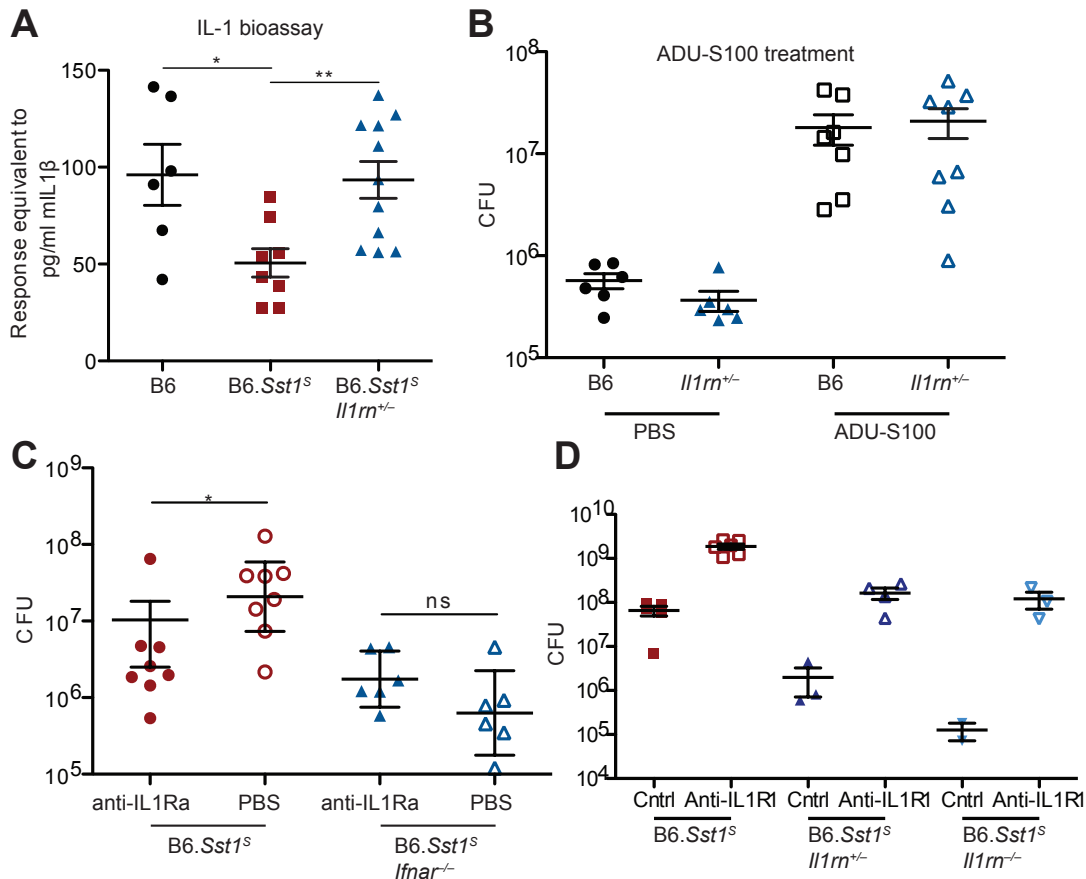 A
IL-1 bioassay
Response equivalent to
pg/ml mIL1β
150
100
50
0
*
**
B6
B6.Sst1S
B6.Sst1S
Il1rn+/–
B
ADU-S100 treatment
CFU
108
107
106
105
B6
Il1rn+/–
B6
Il1rn+/–
PBS
ADU-S100
C
CFU
109
108
107
106
105
*
ns
anti-IL1Ra
PBS
anti-IL1Ra
PBS
B6.Sst1S
B6.Sst1S
Ifnar–/–
D
CFU
1010
109
108
107
106
105
104
Cntrl
Anti-IL1R1
Cntrl
Anti-IL1R1
Cntrl
Anti-IL1R1
B6.Sst1S
B6.Sst1S
Il1rn+/–
B6.Sst1S
Il1rn–/–